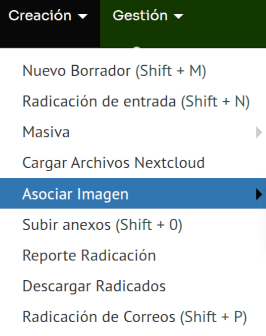 Creación Gestión
Nuevo Borrador (Shift + M)
Radicación de entrada (Shift + N)
Masiva
Cargar Archivos Nextcloud
Asociar Imagen
Subir anexos (Shift + 0)
Reporte Radicación
Descargar Radicados
Radicación de Correos (Shift + P)